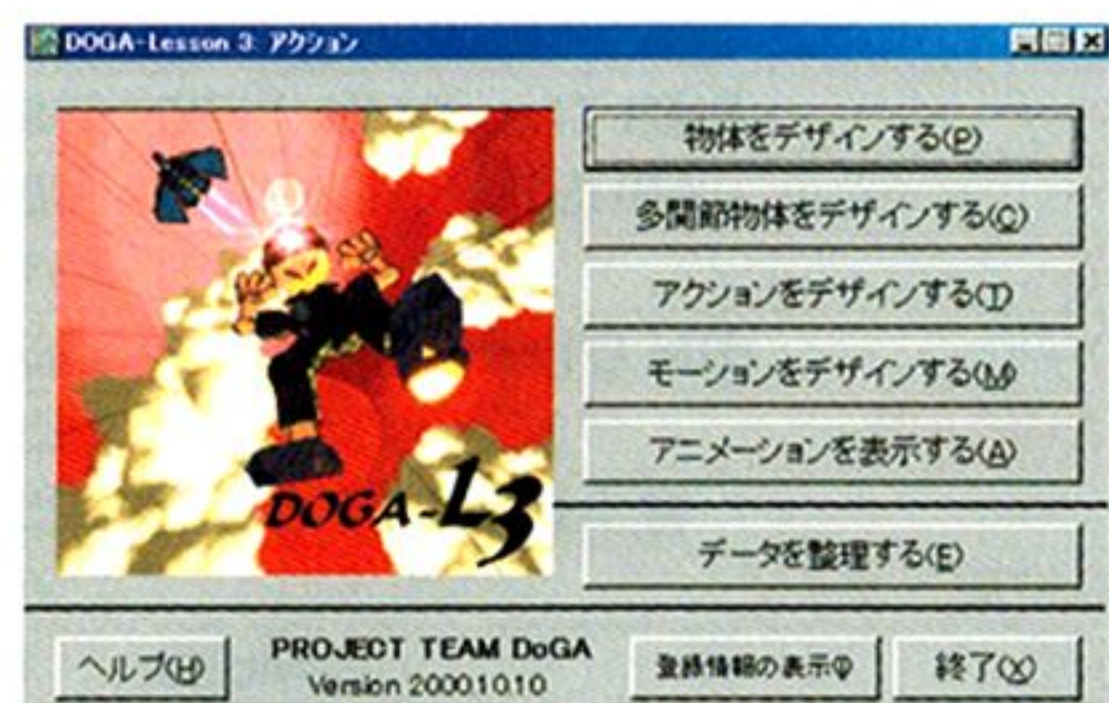 DOGA-Lesson 3: アクション
物体をデザインする(P)
多関節物体をデザインする(C)
アクションをデザインする(T)
モーションをデザインする(M)
アニメーションを表示する(A)
DOGA-L3
データを整理する(E)
ヘルプ(H)
PROJECT TEAM DoGA
Version 20001010
登録情報の表示(I)
終了(X)